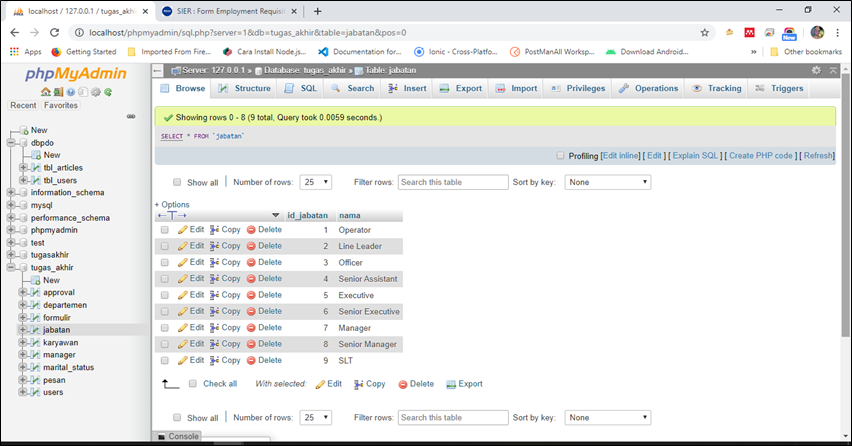 localhost / 127.0.0.1 / tugas_akhir
SIER : Form Employment Requisit
localhost/phpmyadmin/sql.php?server=1&db=tugas_akhir&table=jabatan&pos=0
Apps
Getting Started
Imported From Fire...
Cara Install Node.js...
Documentation for...
Ionic - Cross-Platfo...
PostManAll Worksp...
Download Android...
Other bookmarks
New
phpMyAdmin
Recent Favorites
New
dbpdo
New
tbl_articles
tbl_users
information_schema
mysql
performance_schema
phpmyadmin
test
tugasakhir
tugas_akhir
New
approval
departemen
formulir
jabatan
karyawan
manager
marital_status
pesan
users
Server: 127.0.0.1 » Database: tugas_akhir » Table: jabatan
Browse Structure SQL Search Insert Export Import Privileges Operations Tracking Triggers
Showing rows 0 - 8 (9 total, Query took 0.0059 seconds.)
SELECT * FROM `jabatan`
Profiling [Edit inline] [ Edit ] [ Explain SQL ] [ Create PHP code ] [ Refresh]
Show all Number of rows: 25 Filter rows: Search this table Sort by key: None
+ Options
id_jabatan nama
Edit Copy Delete 1 Operator
Edit Copy Delete 2 Line Leader
Edit Copy Delete 3 Officer
Edit Copy Delete 4 Senior Assistant
Edit Copy Delete 5 Executive
Edit Copy Delete 6 Senior Executive
Edit Copy Delete 7 Manager
Edit Copy Delete 8 Senior Manager
Edit Copy Delete 9 SLT
Check all With selected: Edit Copy Delete Export
Show all Number of rows: 25 Filter rows: Search this table Sort by key: None
Console